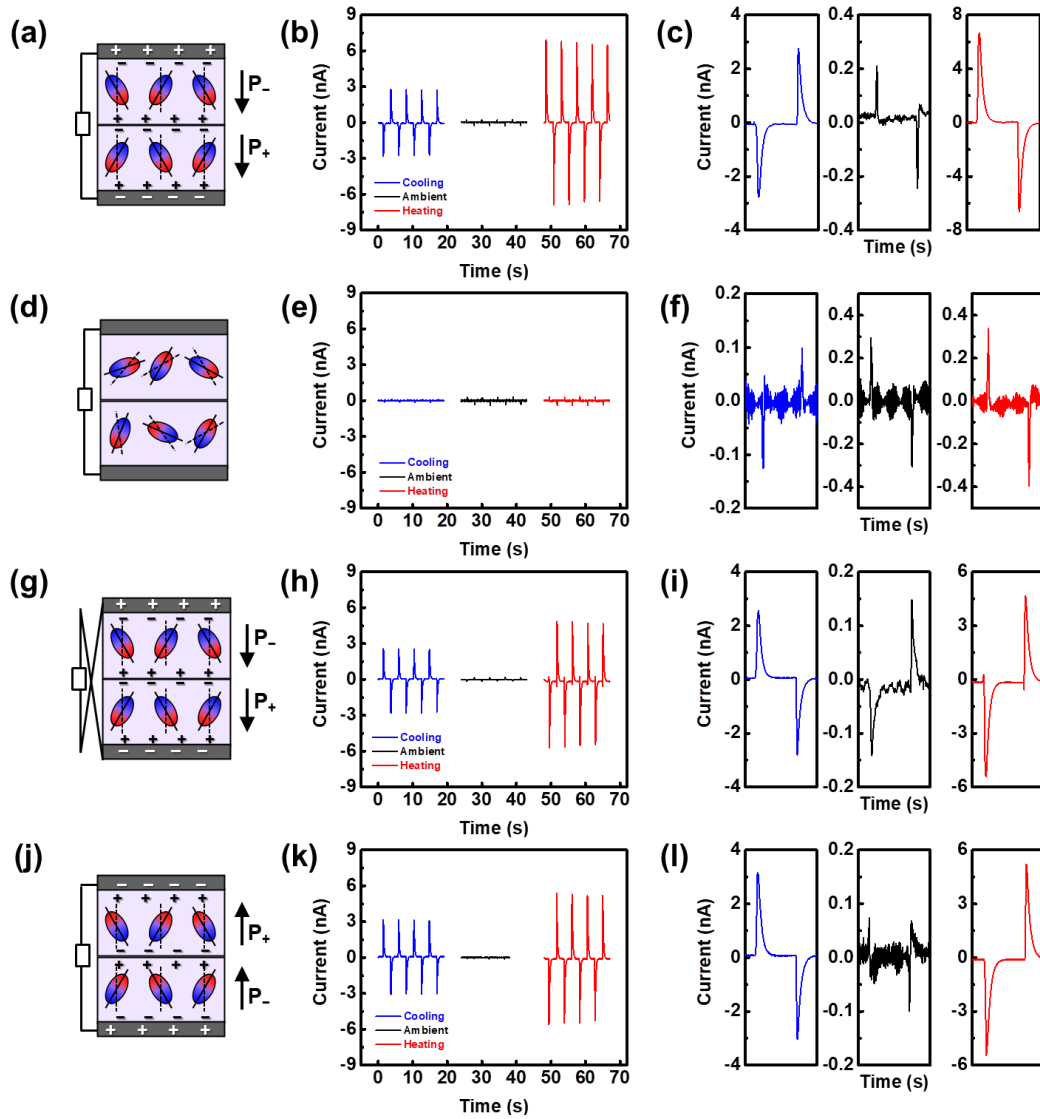 (a)
+ + + +
− − − −
P−
+ + + +
− − − −
P+
+ + + +
− − − −
(b)
Current (nA)
9
6
3
0
-3
-6
-9
Cooling
Ambient
Heating
0 10 20 30 40 50 60 70
Time (s)
(c)
Current (nA)
4
2
0
-2
-4
0.4
0.2
0.0
-0.2
-0.4
8
4
0
-4
-8
Time (s)
(d)
(e)
Current (nA)
9
6
3
0
-3
-6
-9
Cooling
Ambient
Heating
0 10 20 30 40 50 60 70
Time (s)
(f)
Current (nA)
0.2
0.1
0.0
-0.1
-0.2
0.4
0.2
0.0
-0.2
-0.4
0.4
0.2
0.0
-0.2
-0.4
Time (s)
(g)
+ + + +
− − − −
P−
+ + + +
− − − −
P+
+ + + +
− − − −
(h)
Current (nA)
9
6
3
0
-3
-6
-9
Cooling
Ambient
Heating
0 10 20 30 40 50 60 70
Time (s)
(i)
Current (nA)
4
2
0
-2
-4
0.2
0.1
0.0
-0.1
-0.2
6
3
0
-3
-6
Time (s)
(j)
− − − −
+ + + +
P+
− − − −
+ + + +
P−
− − − −
+ + + +
(k)
Current (nA)
9
6
3
0
-3
-6
-9
Cooling
Ambient
Heating
0 10 20 30 40 50 60 70
Time (s)
(l)
Current (nA)
4
2
0
-2
-4
0.2
0.1
0.0
-0.1
-0.2
6
3
0
-3
-6
Time (s)